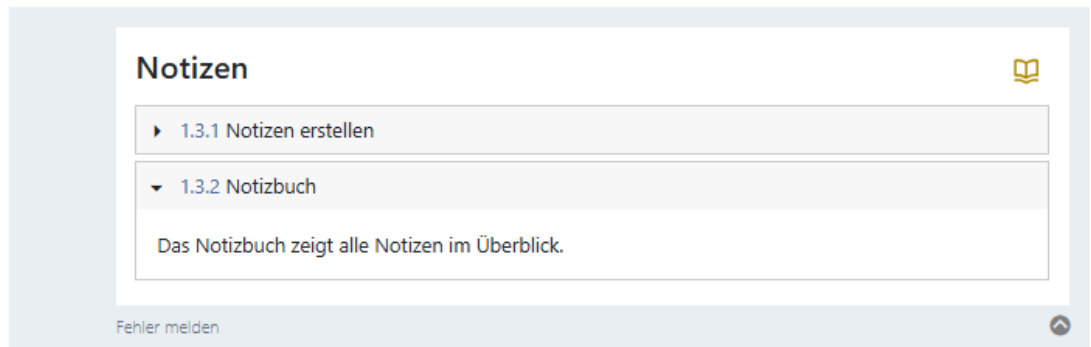 Notizen
1.3.1 Notizen erstellen
1.3.2 Notizbuch
Das Notizbuch zeigt alle Notizen im Überblick.
Fehler melden